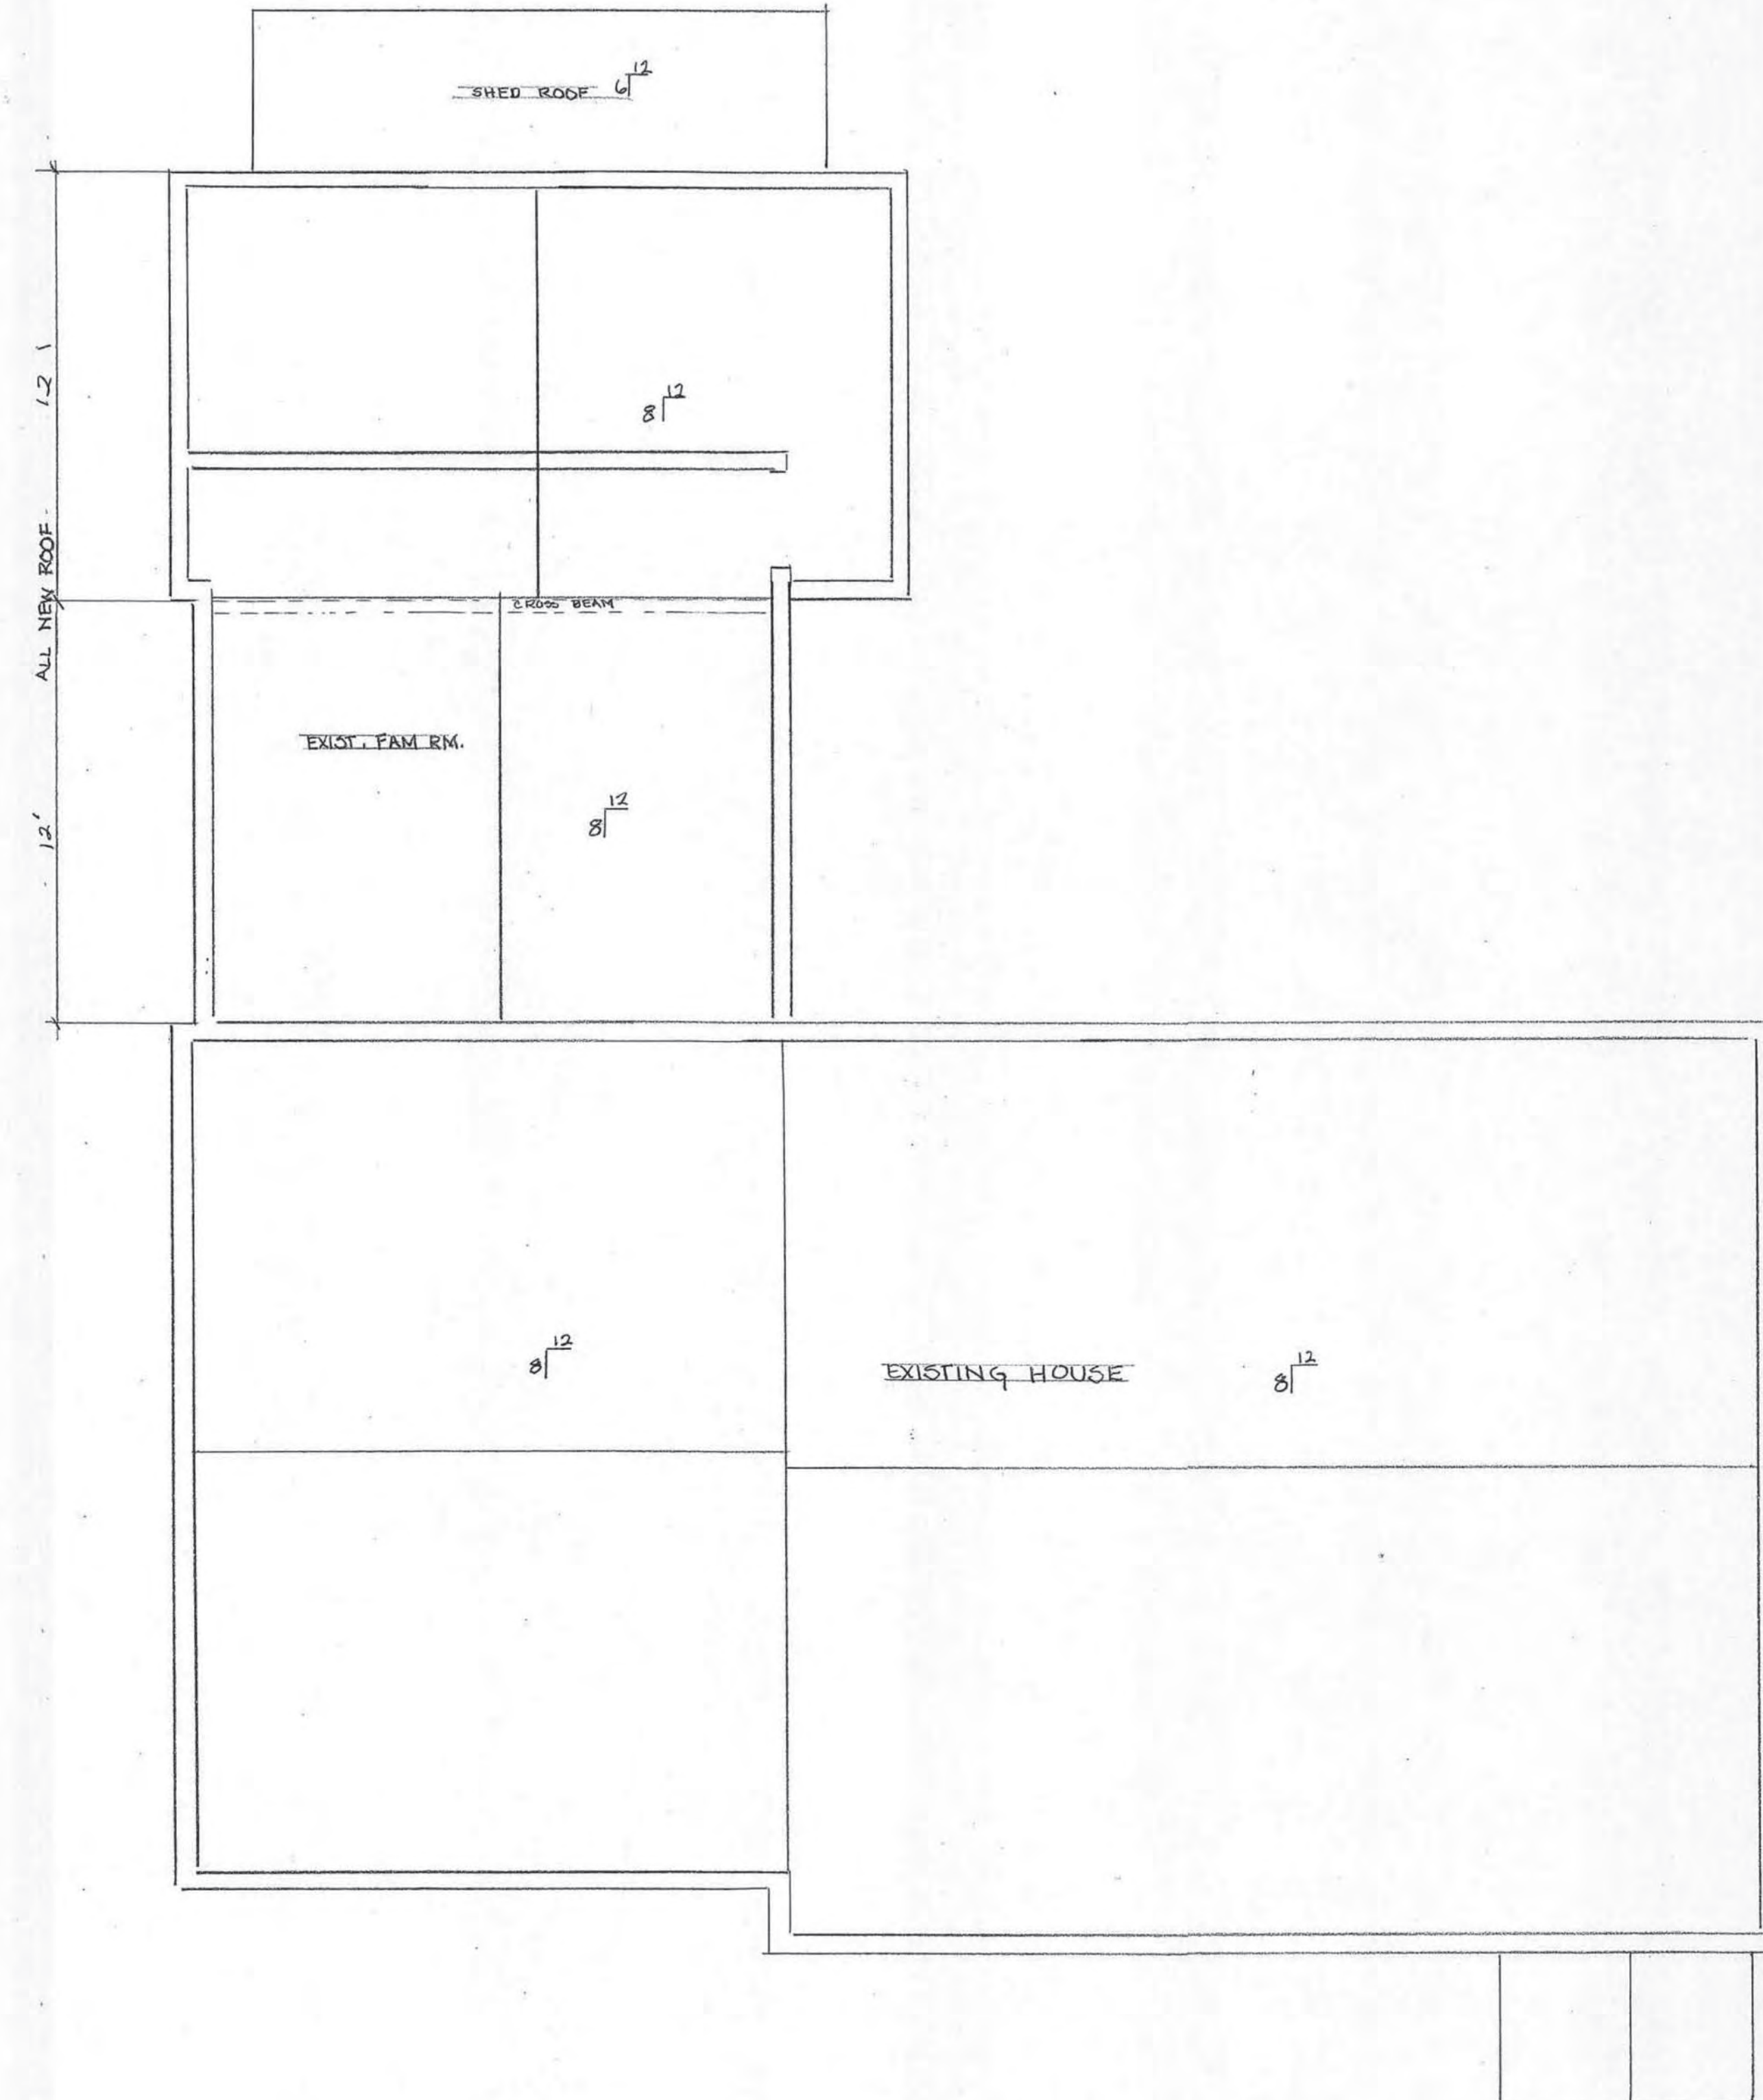 SHED ROOF 6 12
8 12
12'
ALL NEW ROOF
CROSS BEAM
EXIST. FAM RM.
8 12
12'
8 12
EXISTING HOUSE 8 12